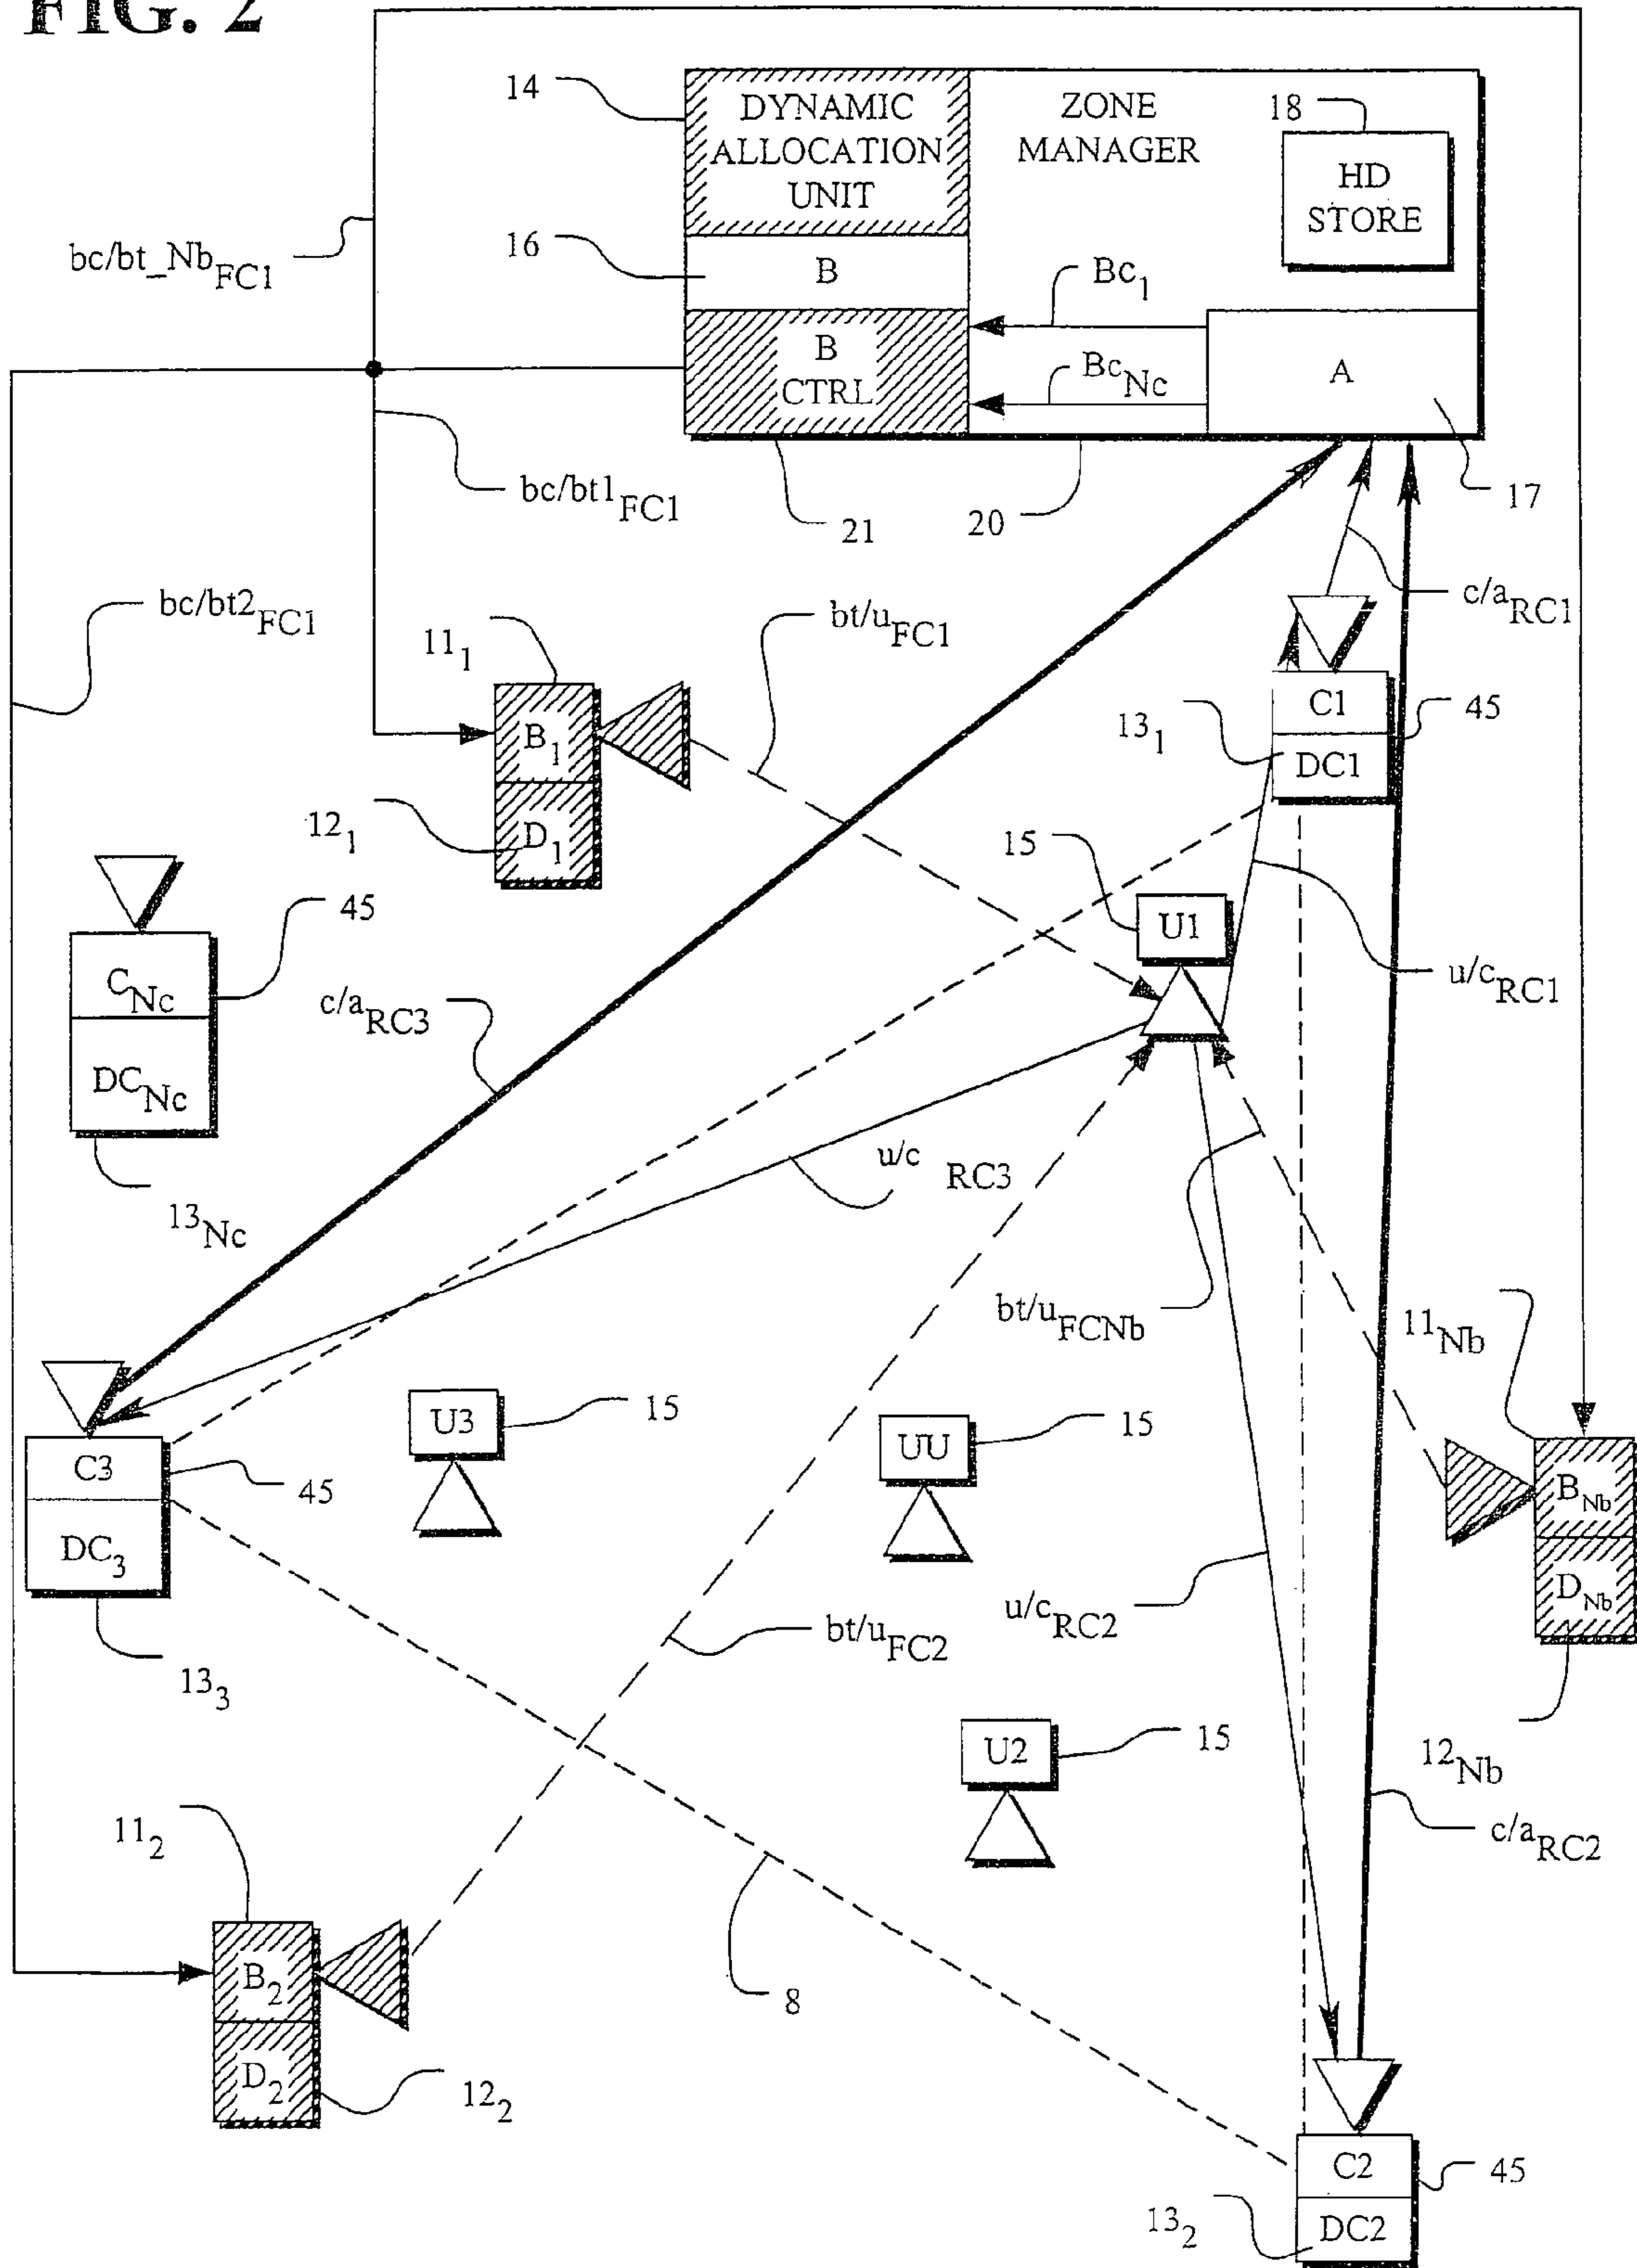 FIG. 2
14
DYNAMIC
ALLOCATION
UNIT
ZONE
MANAGER
18
HD
STORE
bc/bt_Nb FC1
16
B
Bc1
B
CTRL
BcNc
A
17
bc/bt1FC1
21
20
bc/bt2FC1
bt/uFC1
c/aRC1
111
B1
C1
45
131
DC1
121
D1
15
U1
45
CNc
u/cRC1
c/aRC3
DCNc
u/c RC3
13Nc
bt/uFCNb
11Nb
U3
15
UU
15
C3
45
BNb
DC3
DNb
u/cRC2
bt/uFC2
133
U2
15
12Nb
112
c/aRC2
B2
8
D2
122
C2
45
132
DC2